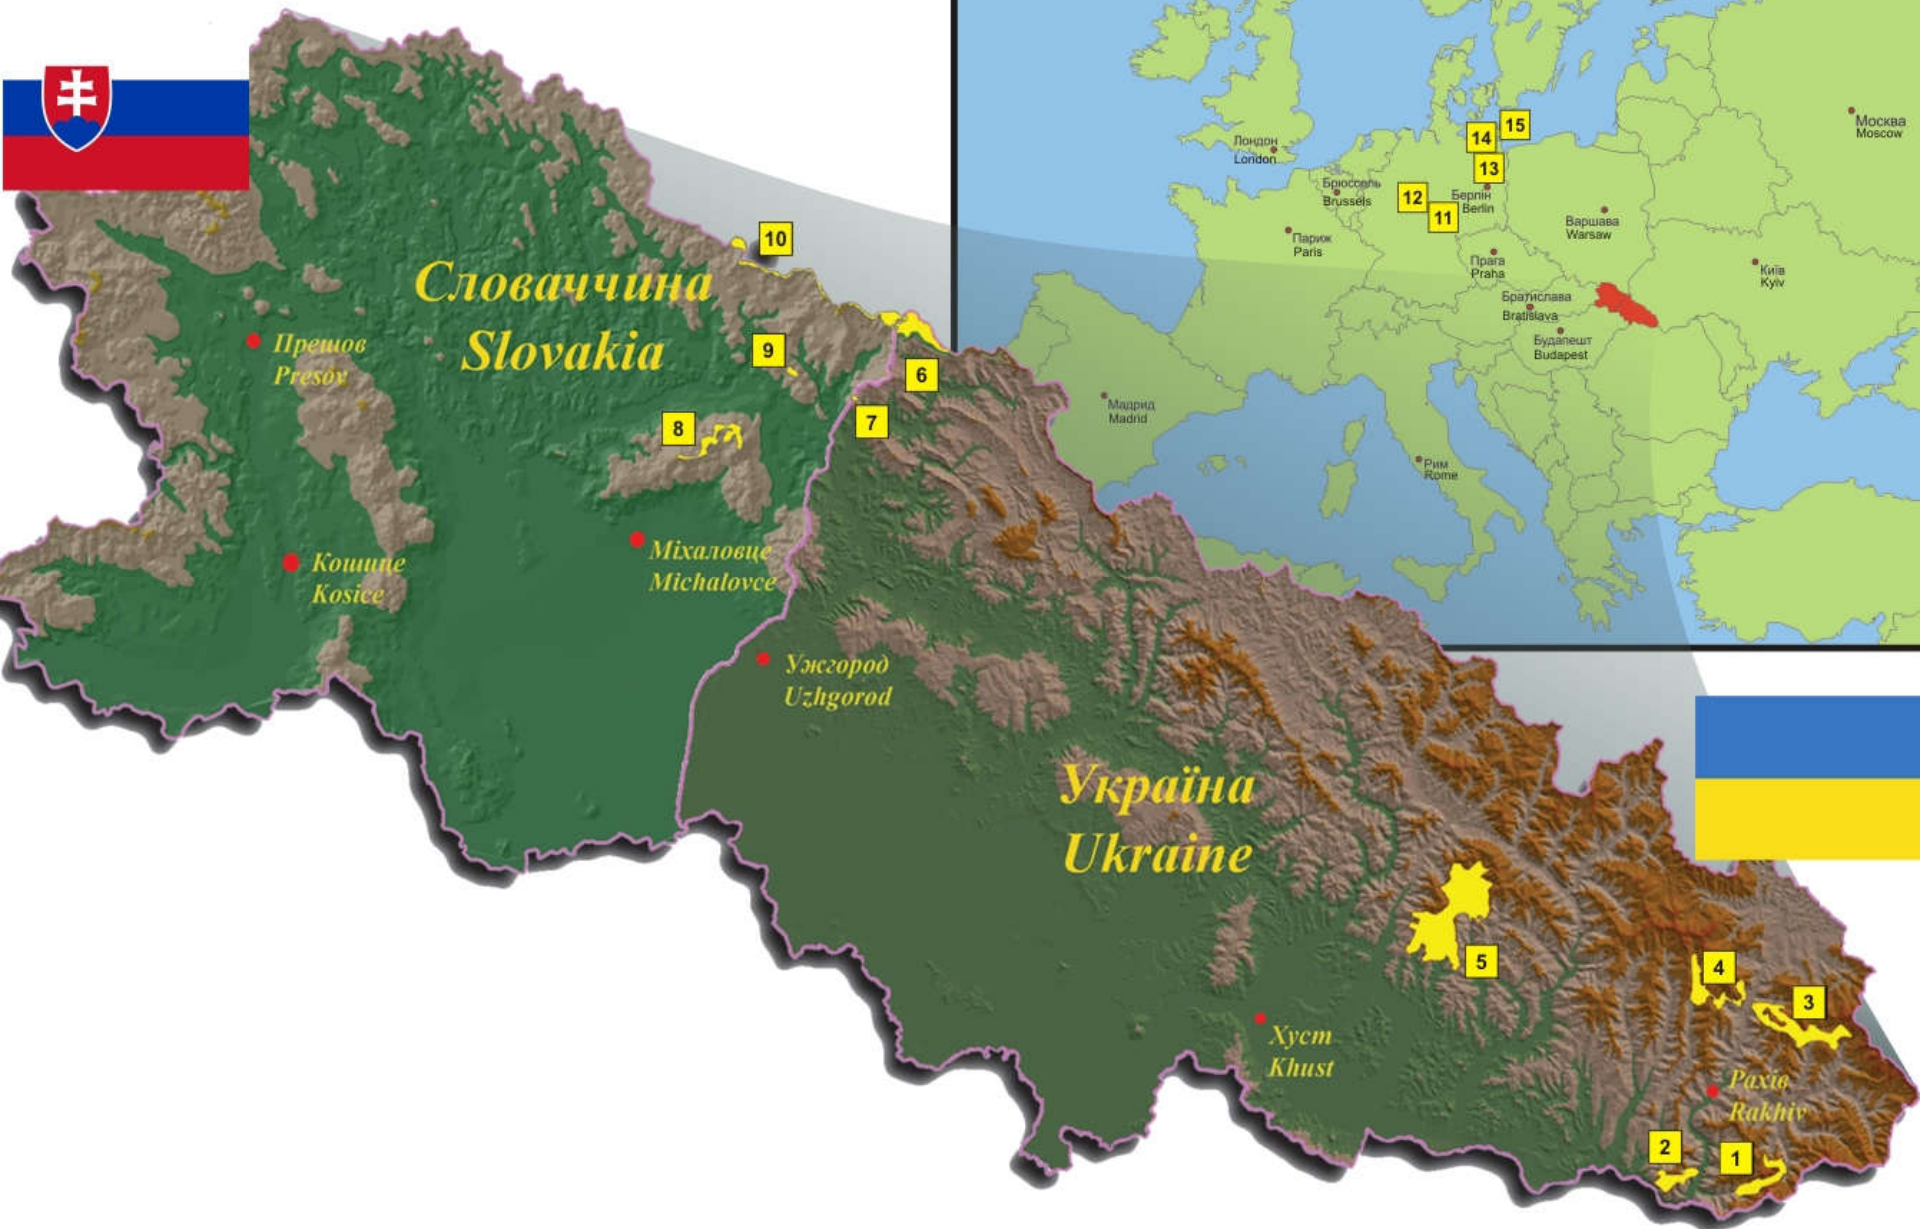 Словаччина
Slovakia
Прешов
Presov
Кошице
Kosice
Міхаловце
Michalovce
Ужгород
Uzhgorod
Україна
Ukraine
Хуст
Khust
Рахів
Rakhiv
10
9
8
7
6
5
4
3
2
1
Лондон
London
Брюссель
Brussels
Париж
Paris
Берлін
Berlin
Прага
Praha
Варшава
Warsaw
Москва
Moscow
Київ
Kyiv
Братислава
Bratislava
Будапешт
Budapest
Мадрид
Madrid
Рим
Rome
15
14
13
12
11